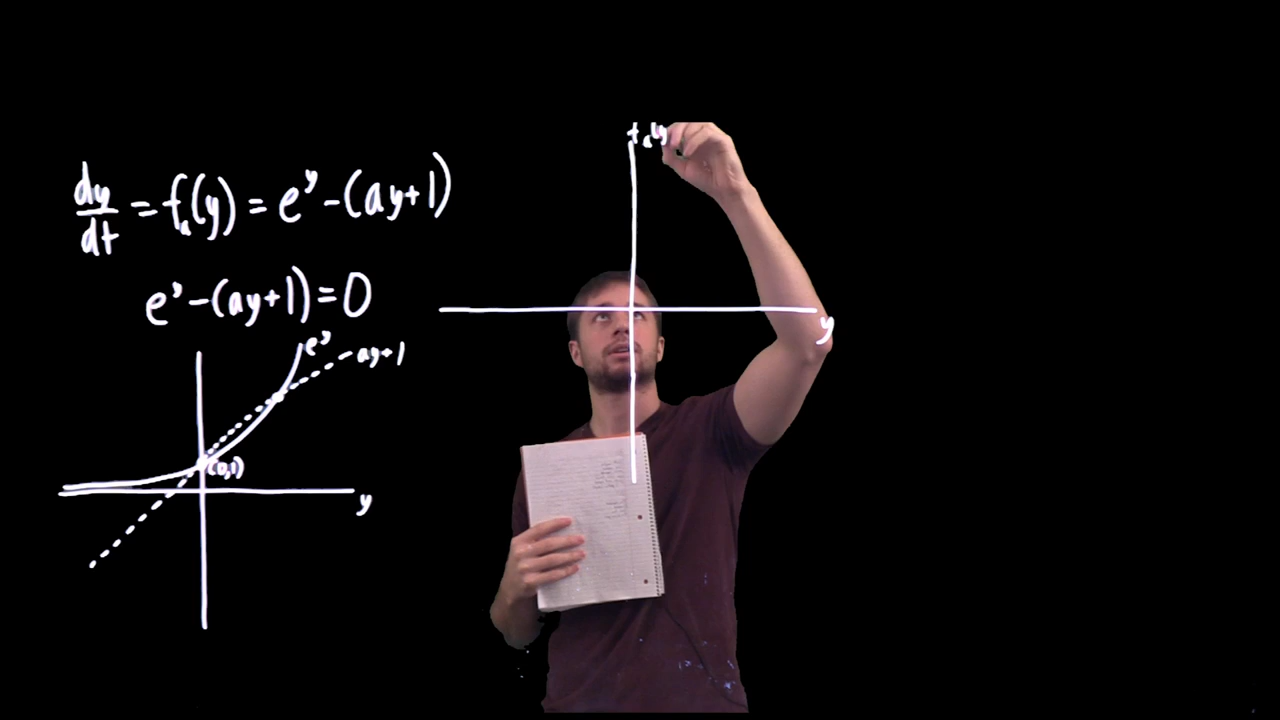 dy/dt = fₐ(y) = e^y - (ay+1)
e^y - (ay+1) = 0
e^y
ay+1
(0,1)
y
fₐ(y
y